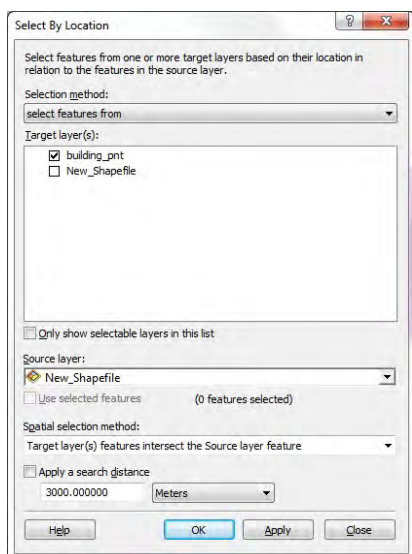 Select By Location
?
X
Select features from one or more target layers based on their location in
relation to the features in the source layer.
Selection method:
select features from
Target layer(s):
building_pnt
New_Shapefile
Only show selectable layers in this list
Source layer:
New_Shapefile
Use selected features (0 features selected)
Spatial selection method:
Target layer(s) features intersect the Source layer feature
Apply a search distance
3000.000000 Meters
Help OK Apply Close